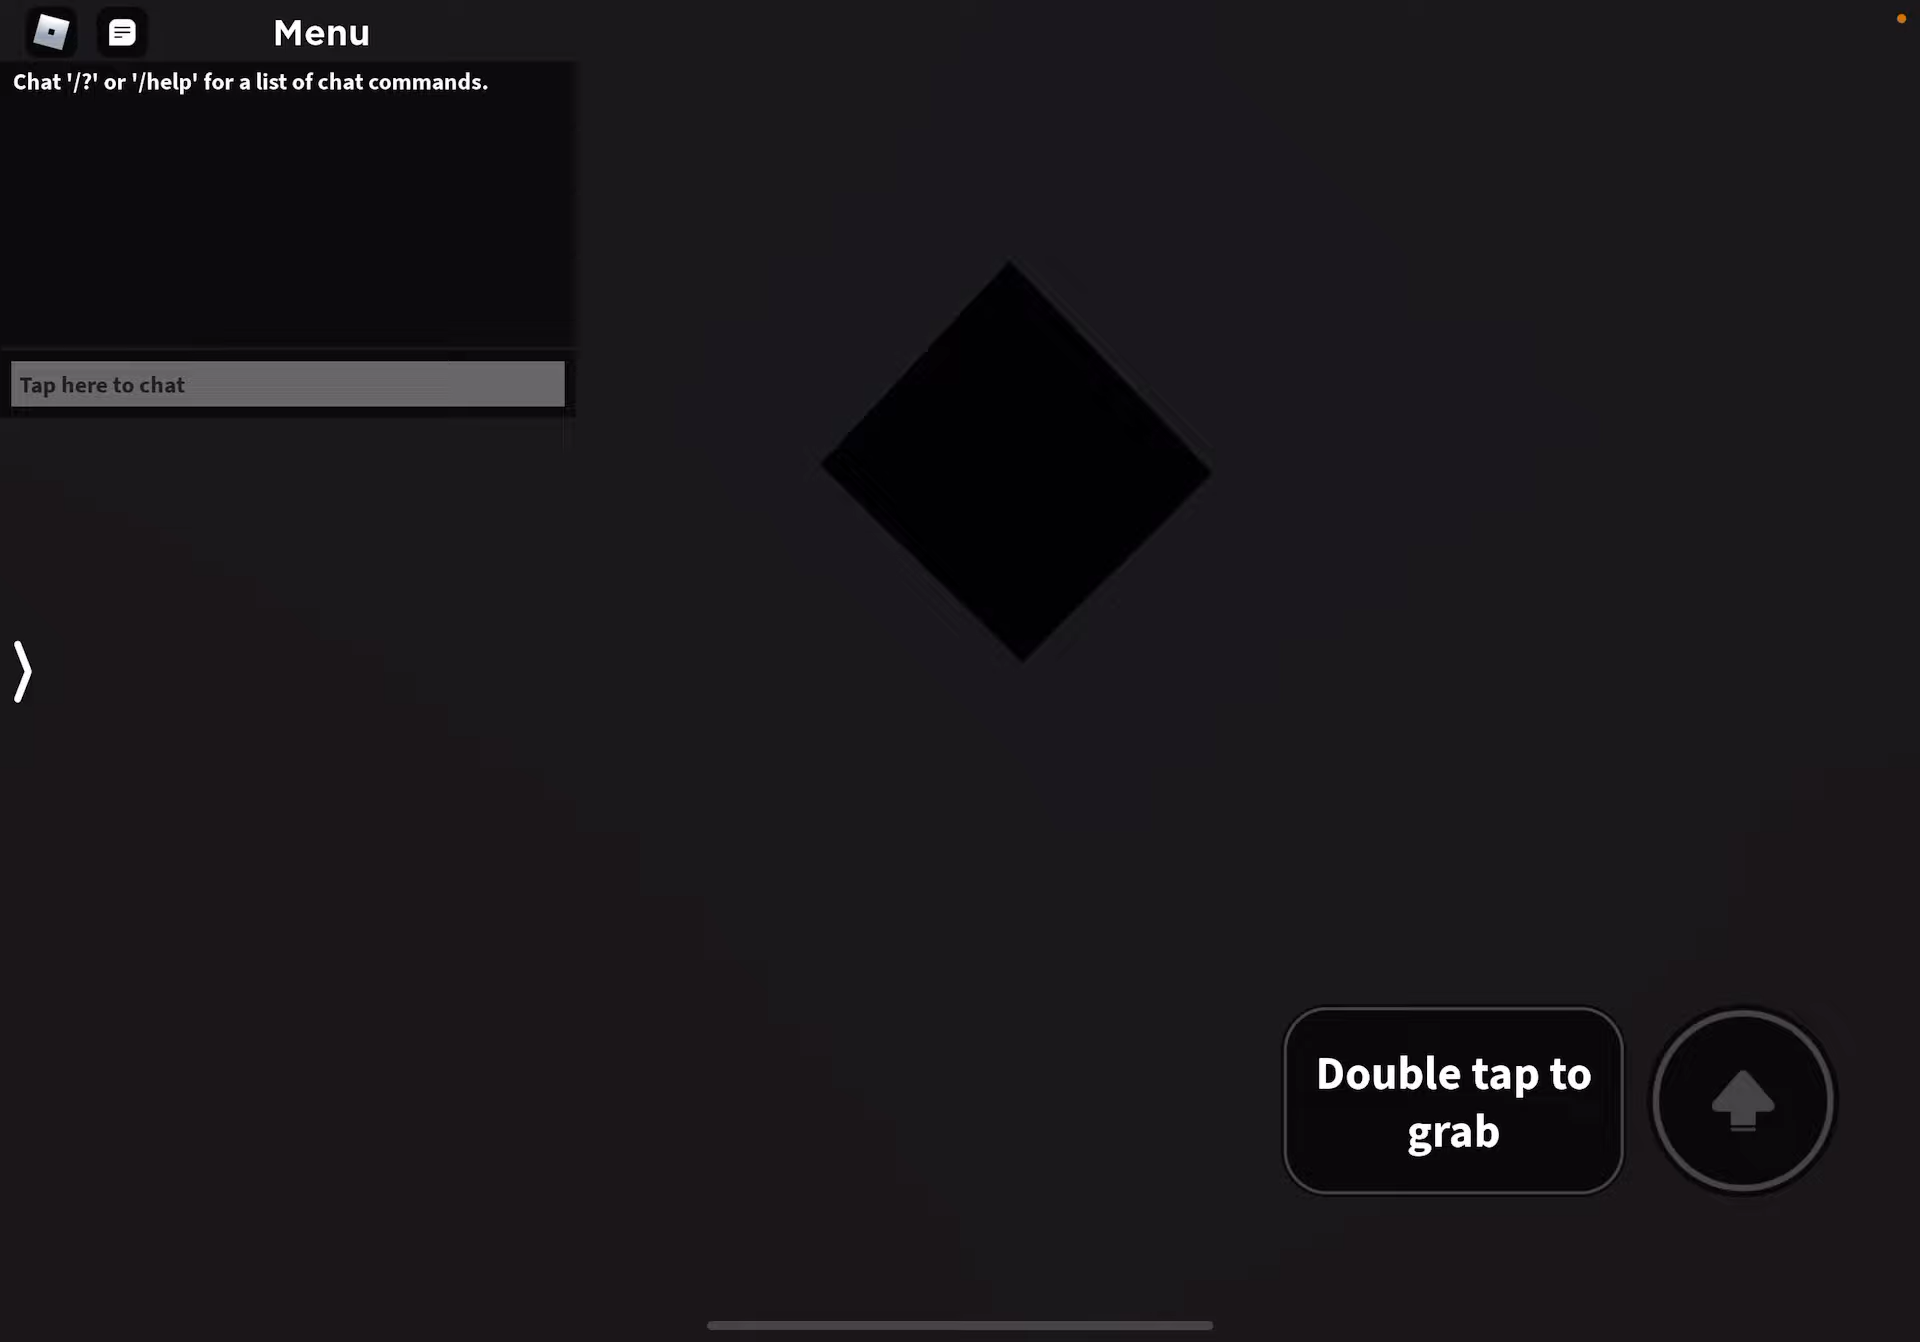 Menu
Chat '/?' or '/help' for a list of chat commands.
Tap here to chat
Double tap to
grab